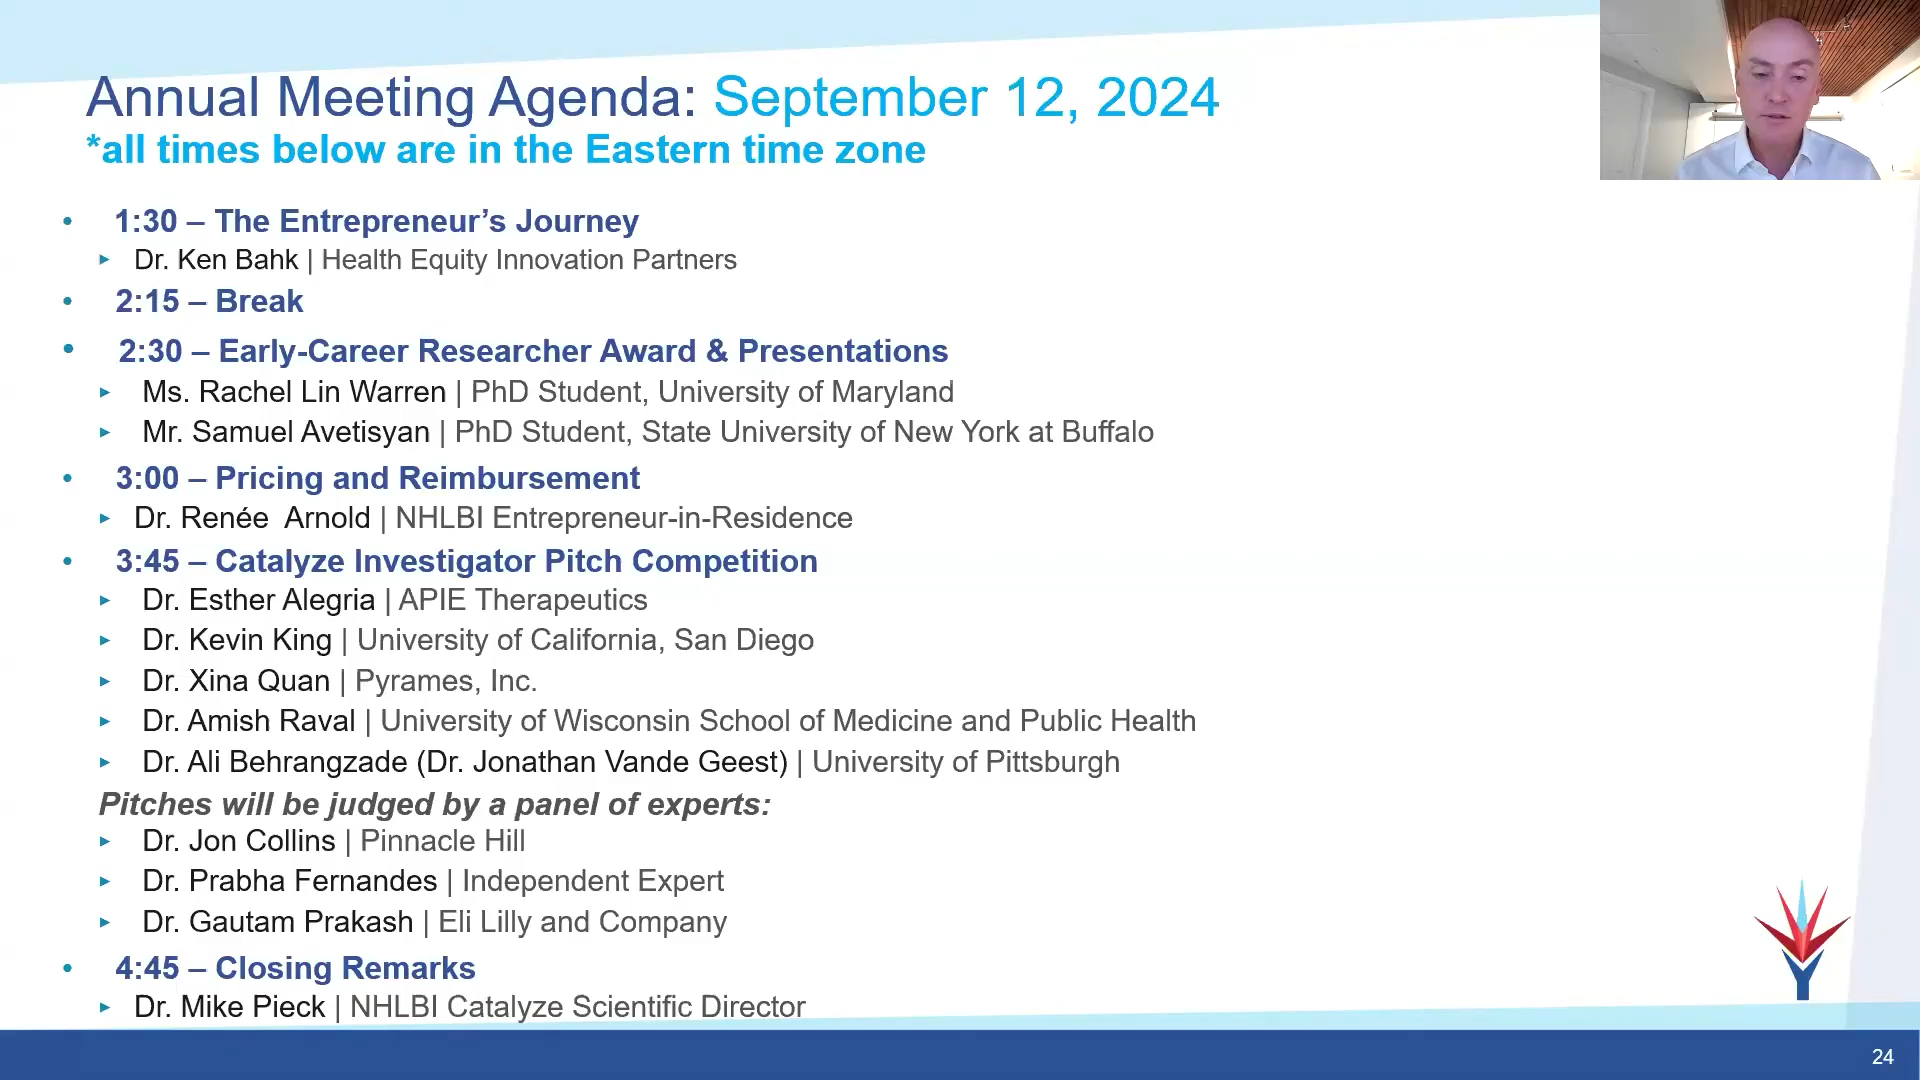 Annual Meeting Agenda: September 12, 2024
*all times below are in the Eastern time zone
• 1:30 – The Entrepreneur’s Journey
▸ Dr. Ken Bahk | Health Equity Innovation Partners
• 2:15 – Break
• 2:30 – Early-Career Researcher Award & Presentations
▸ Ms. Rachel Lin Warren | PhD Student, University of Maryland
▸ Mr. Samuel Avetisyan | PhD Student, State University of New York at Buffalo
• 3:00 – Pricing and Reimbursement
▸ Dr. Renée Arnold | NHLBI Entrepreneur-in-Residence
• 3:45 – Catalyze Investigator Pitch Competition
▸ Dr. Esther Alegria | APIE Therapeutics
▸ Dr. Kevin King | University of California, San Diego
▸ Dr. Xina Quan | Pyrames, Inc.
▸ Dr. Amish Raval | University of Wisconsin School of Medicine and Public Health
▸ Dr. Ali Behrangzade (Dr. Jonathan Vande Geest) | University of Pittsburgh
Pitches will be judged by a panel of experts:
▸ Dr. Jon Collins | Pinnacle Hill
▸ Dr. Prabha Fernandes | Independent Expert
▸ Dr. Gautam Prakash | Eli Lilly and Company
• 4:45 – Closing Remarks
▸ Dr. Mike Pieck | NHLBI Catalyze Scientific Director
24